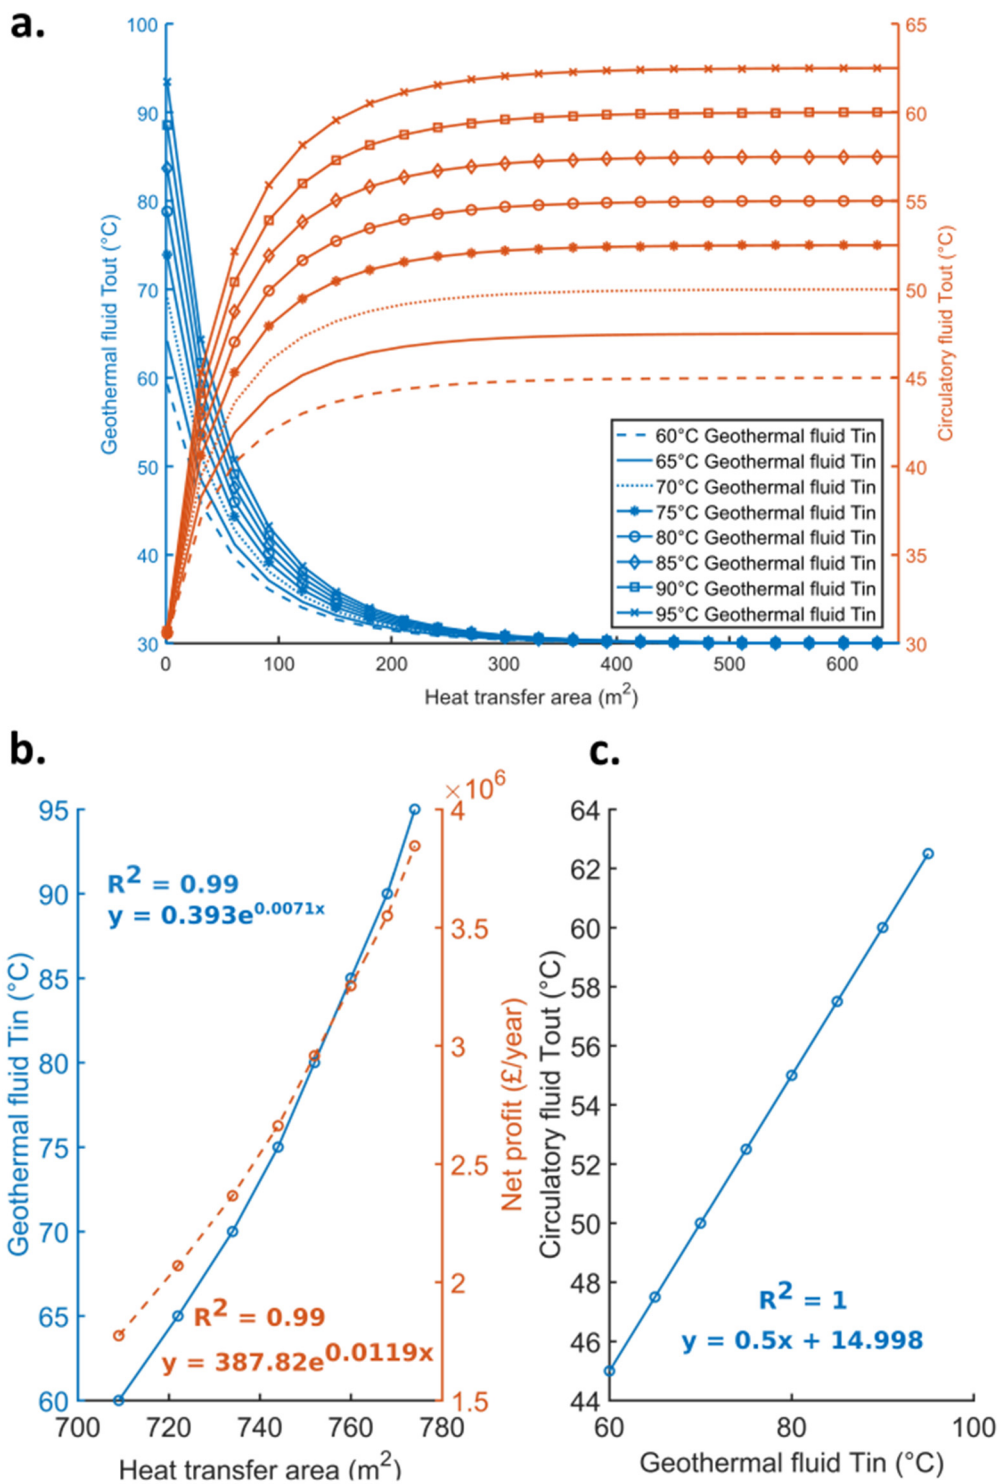 a.
100
90
80
70
60
50
40
30
Geothermal fluid Tout (°C)
65
60
55
50
45
40
35
30
Circulatory fluid Tout (°C)
60°C Geothermal fluid Tin
65°C Geothermal fluid Tin
70°C Geothermal fluid Tin
75°C Geothermal fluid Tin
80°C Geothermal fluid Tin
85°C Geothermal fluid Tin
90°C Geothermal fluid Tin
95°C Geothermal fluid Tin
0 100 200 300 400 500 600
Heat transfer area (m²)
b.
95
90
85
80
75
70
65
60
Geothermal fluid Tin (°C)
×10⁶
4
3.5
3
2.5
2
1.5
Net profit (£/year)
R² = 0.99
y = 0.393e^0.0071x
R² = 0.99
y = 387.82e^0.0119x
700 720 740 760 780
Heat transfer area (m²)
c.
64
62
60
58
56
54
52
50
48
46
44
Circulatory fluid Tout (°C)
R² = 1
y = 0.5x + 14.998
60 80 100
Geothermal fluid Tin (°C)